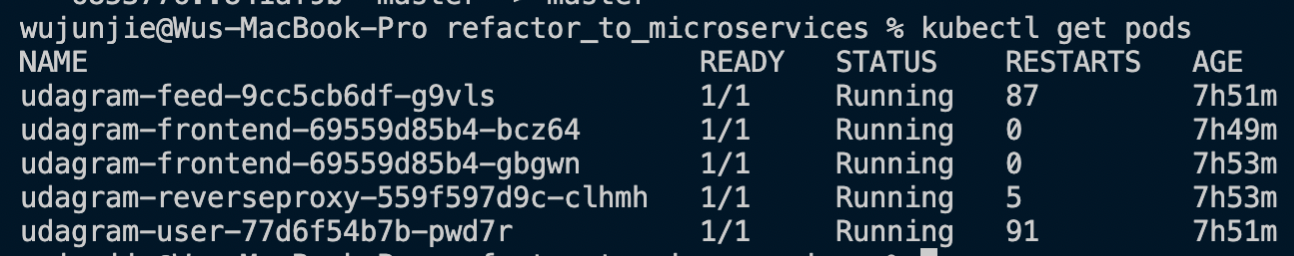 wujunjie@Wus-MacBook-Pro refactor_to_microservices % kubectl get pods
NAME READY STATUS RESTARTS AGE
udagram-feed-9cc5cb6df-g9vls 1/1 Running 87 7h51m
udagram-frontend-69559d85b4-bcz64 1/1 Running 0 7h49m
udagram-frontend-69559d85b4-gbgwn 1/1 Running 0 7h53m
udagram-reverseproxy-559f597d9c-clhmh 1/1 Running 5 7h53m
udagram-user-77d6f54b7b-pwd7r 1/1 Running 91 7h51m